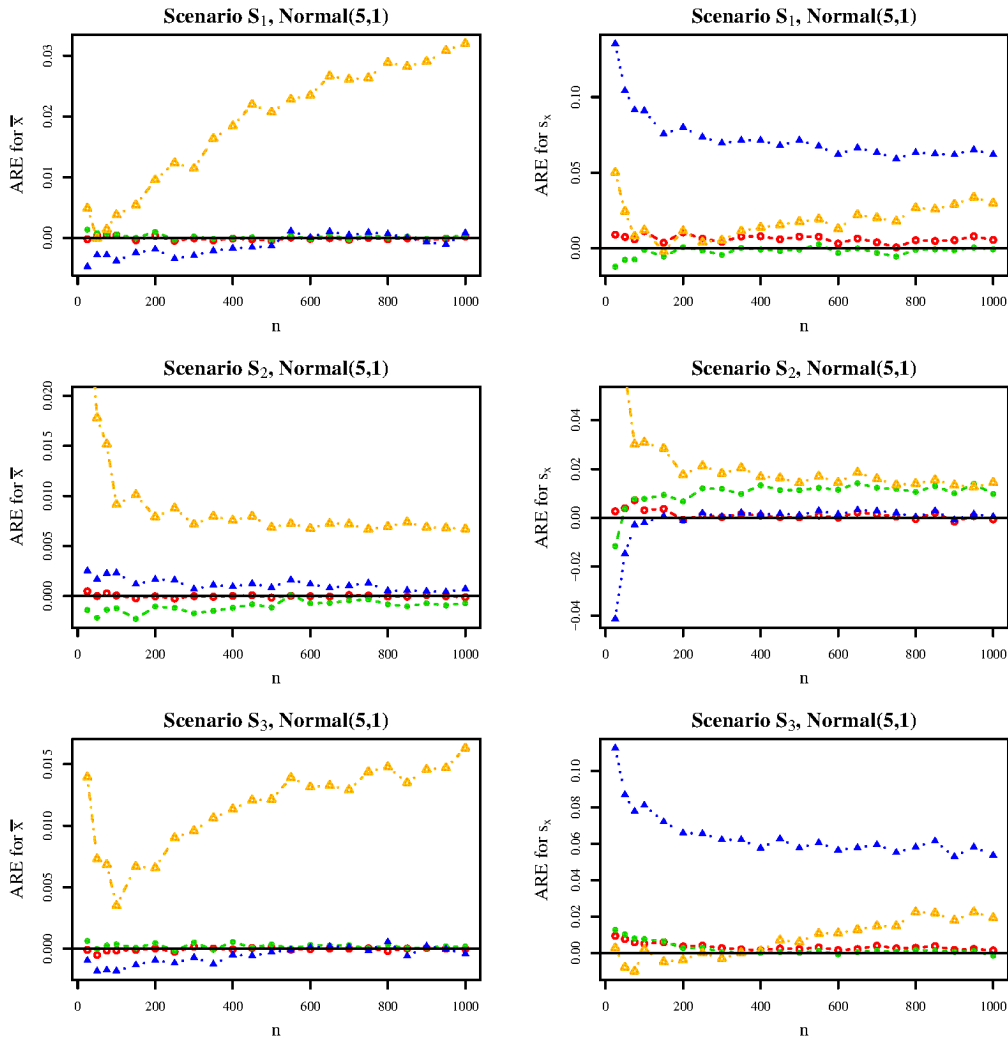 Scenario S₁, Normal(5,1)
ARE for x̅
0.00 0.01 0.02 0.03
0 200 400 600 800 1000
n
Scenario S₁, Normal(5,1)
ARE for sₓ
0.00 0.05 0.10
0 200 400 600 800 1000
n
Scenario S₂, Normal(5,1)
ARE for x̅
0.000 0.005 0.010 0.015 0.020
0 200 400 600 800 1000
n
Scenario S₂, Normal(5,1)
ARE for sₓ
−0.04 −0.02 0.00 0.02 0.04
0 200 400 600 800 1000
n
Scenario S₃, Normal(5,1)
ARE for x̅
0.000 0.005 0.010 0.015
0 200 400 600 800 1000
n
Scenario S₃, Normal(5,1)
ARE for sₓ
0.00 0.02 0.04 0.06 0.08 0.10
0 200 400 600 800 1000
n